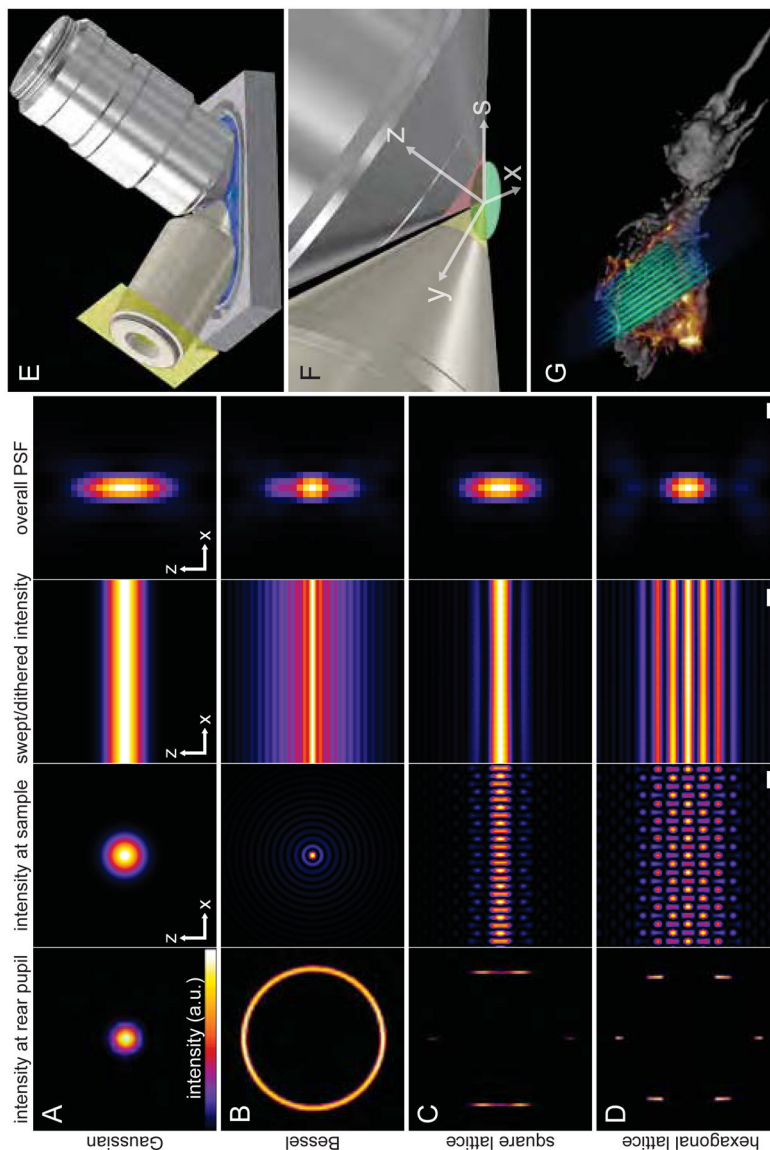 intensity at rear pupil
intensity at sample
swept/dithered intensity
overall PSF
A
Gaussian
intensity (a.u.)
z
x
z
x
z
x
B
Bessel
C
square lattice
D
hexagonal lattice
E
F
y
z
s
x
G